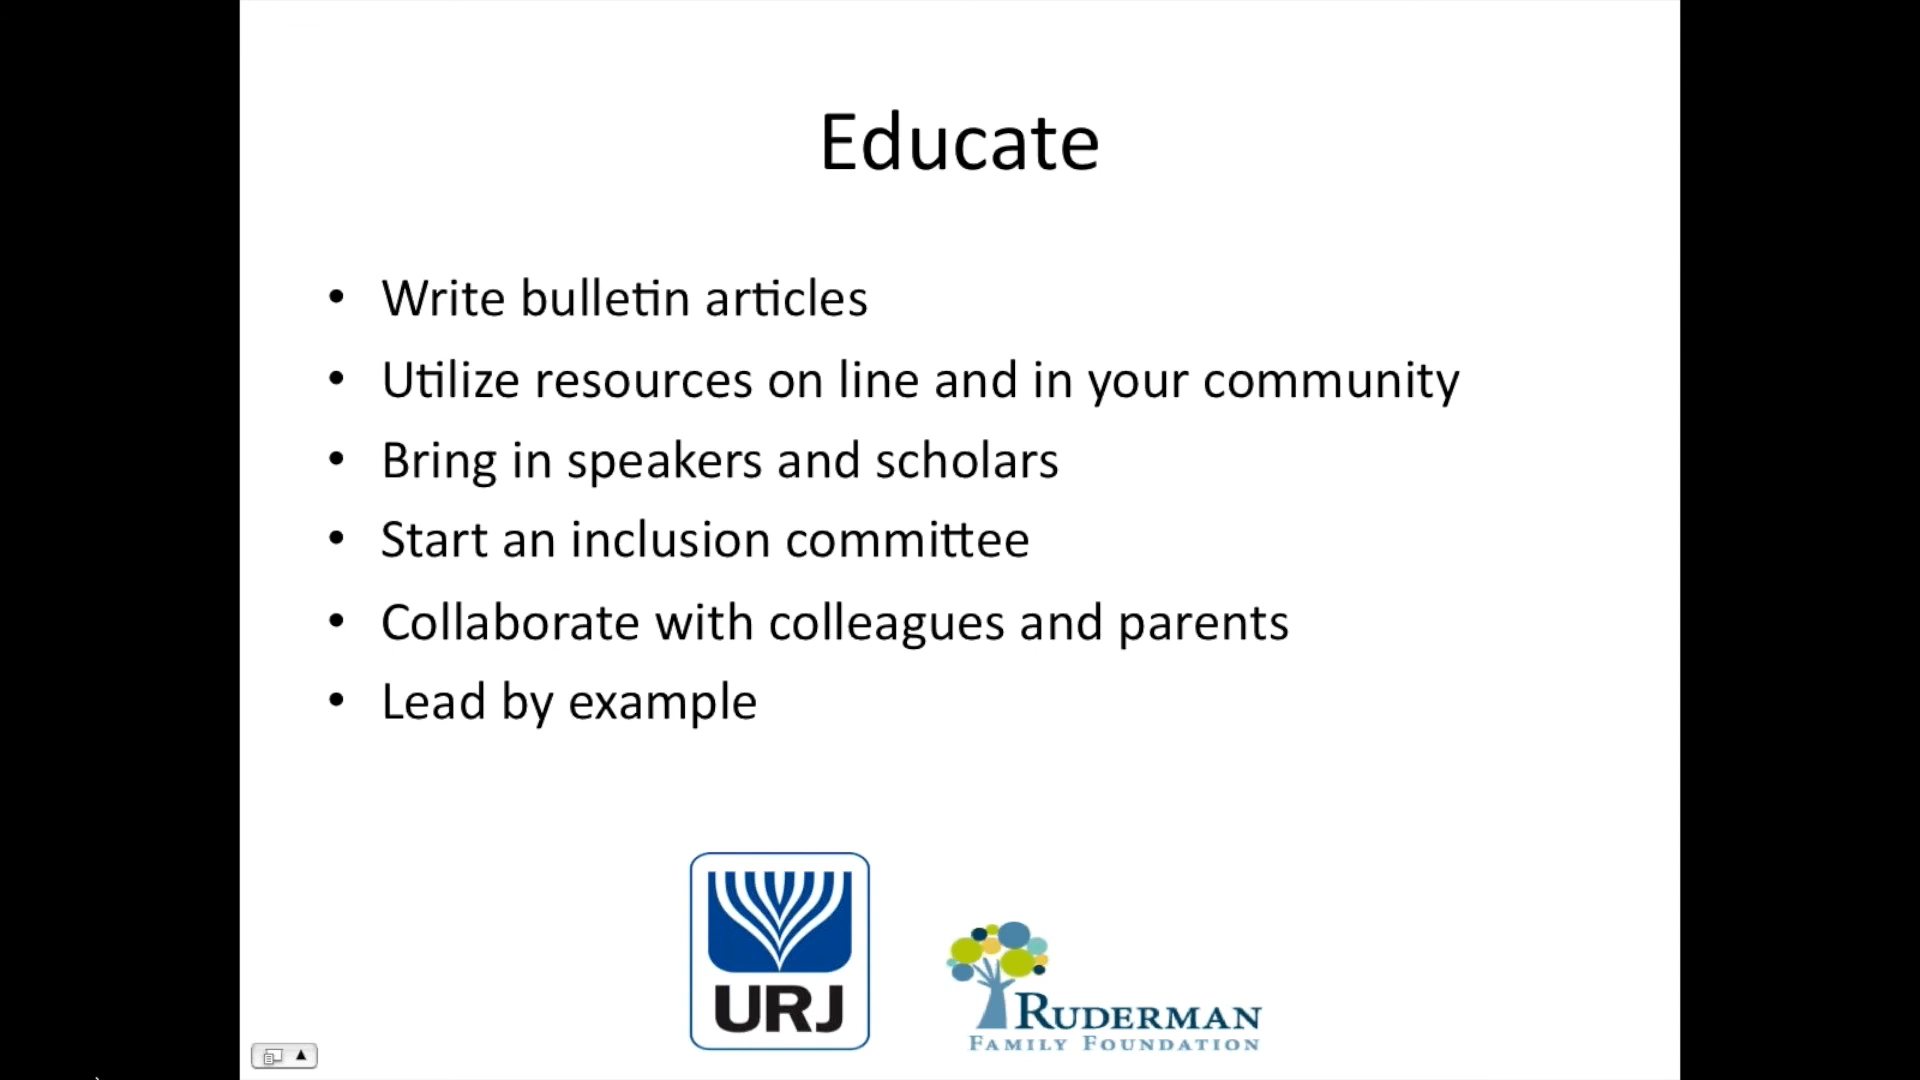 Educate
• Write bulletin articles
• Utilize resources on line and in your community
• Bring in speakers and scholars
• Start an inclusion committee
• Collaborate with colleagues and parents
• Lead by example
URJ
RUDERMAN
FAMILY FOUNDATION